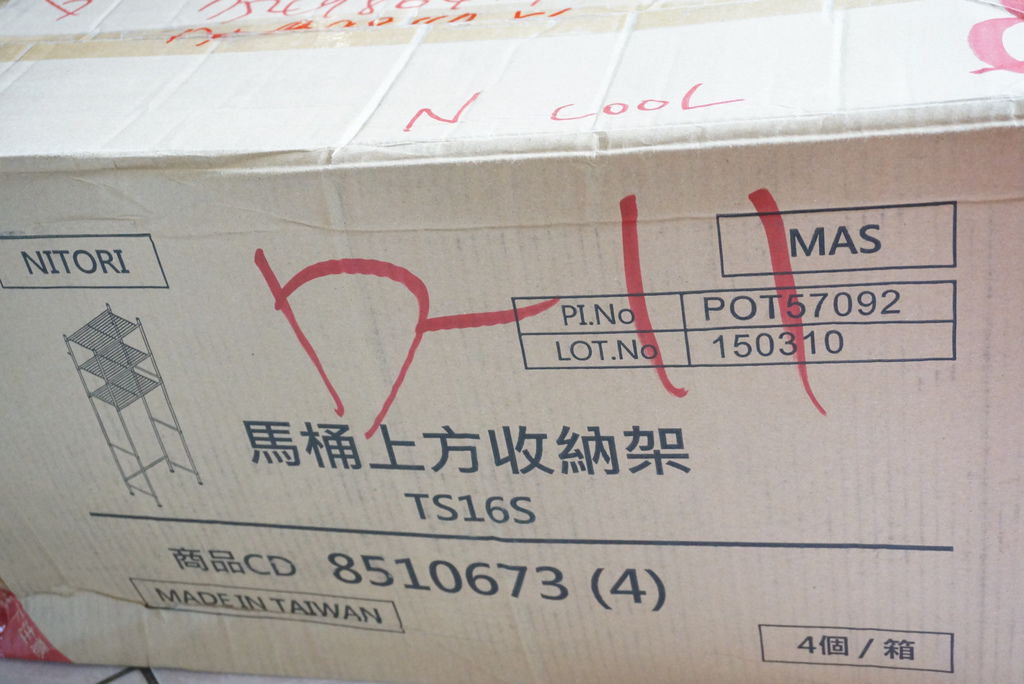 N COOL
NITORI
MAS
D-11
PI.No POT57092
LOT.No 150310
馬桶上方收納架
TS16S
商品CD 8510673 (4)
MADE IN TAIWAN
4個 / 箱